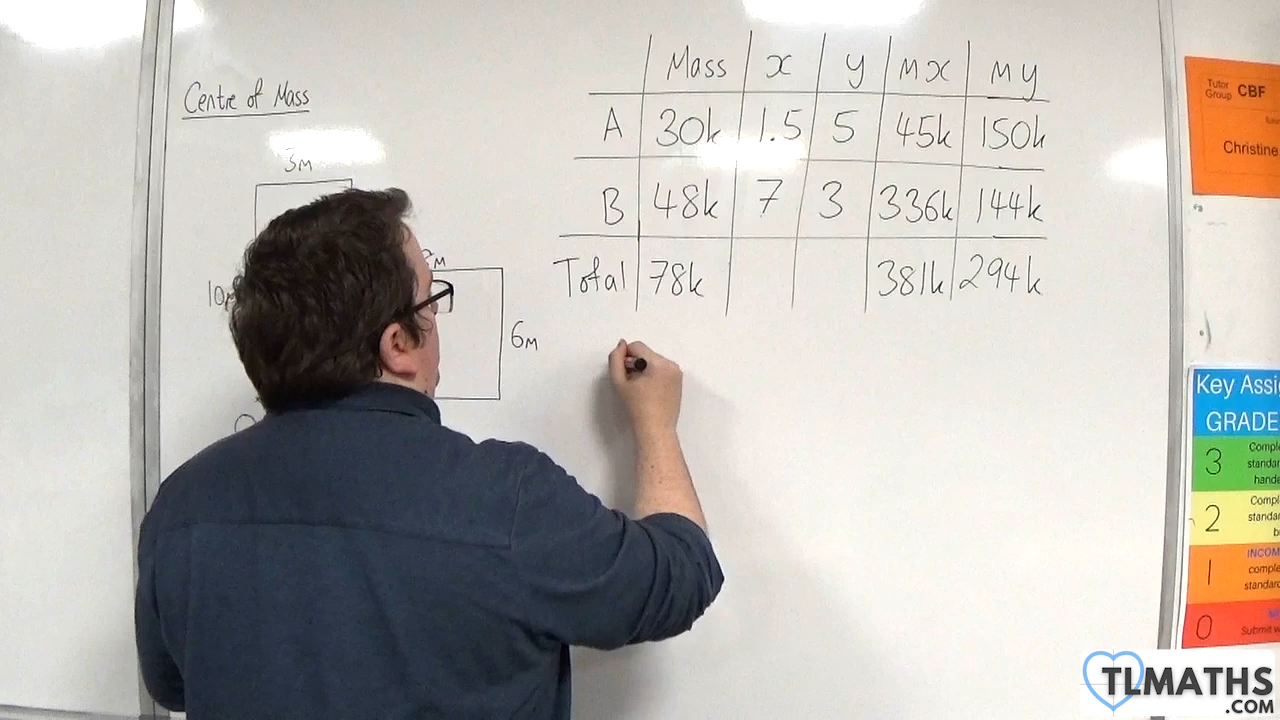 Centre of Mass
3m
10m
6m
Mass x y mx my
A 30k 1.5 5 45k 150k
B 48k 7 3 336k 144k
Total 78k 381k 294k
Tutor Group CBF
Christine
Key
GRADE
3
2
1
0
Submit
TLMATHS
.COM